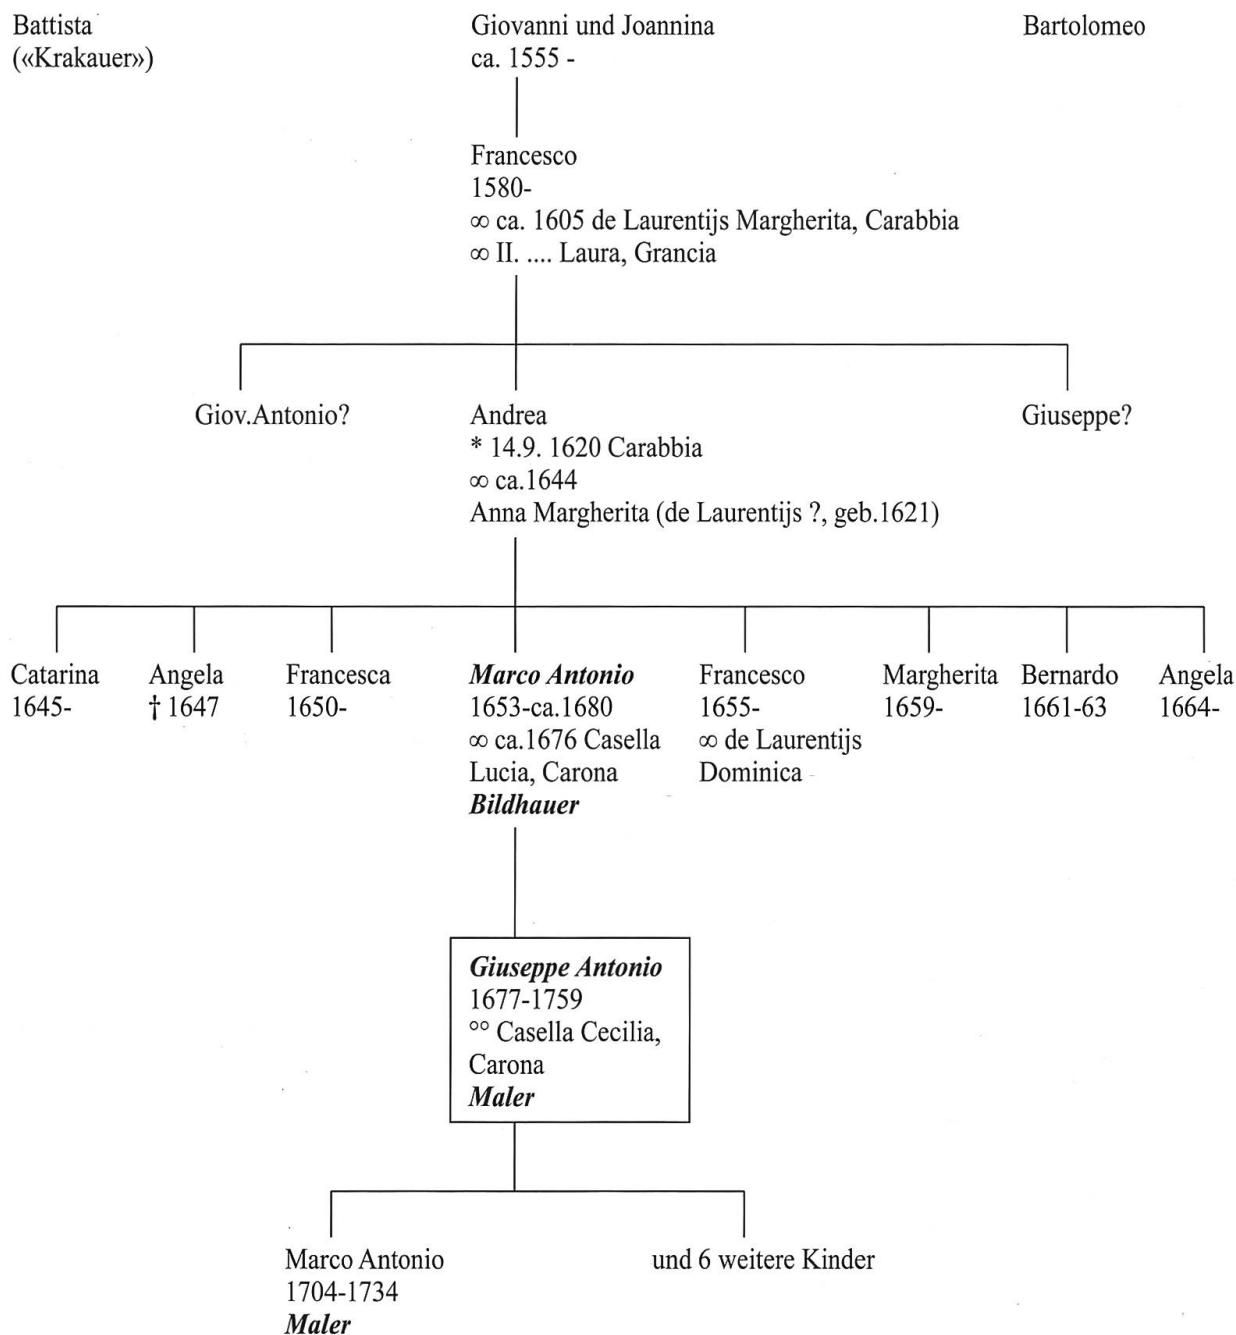 Battista
(«Krakauer»)
Giovanni und Joannina
ca. 1555 -
Bartolomeo
Francesco
1580-
∞ ca. 1605 de Laurentijs Margherita, Carabbia
∞ II. .... Laura, Grancia
Giov.Antonio?
Andrea
* 14.9. 1620 Carabbia
∞ ca.1644
Anna Margherita (de Laurentijs ?, geb.1621)
Giuseppe?
Catarina
1645-
Angela
† 1647
Francesca
1650-
Marco Antonio
1653-ca.1680
∞ ca.1676 Casella
Lucia, Carona
Bildhauer
Francesco
1655-
∞ de Laurentijs
Dominica
Margherita
1659-
Bernardo
1661-63
Angela
1664-
Giuseppe Antonio
1677-1759
°° Casella Cecilia,
Carona
Maler
Marco Antonio
1704-1734
Maler
und 6 weitere Kinder